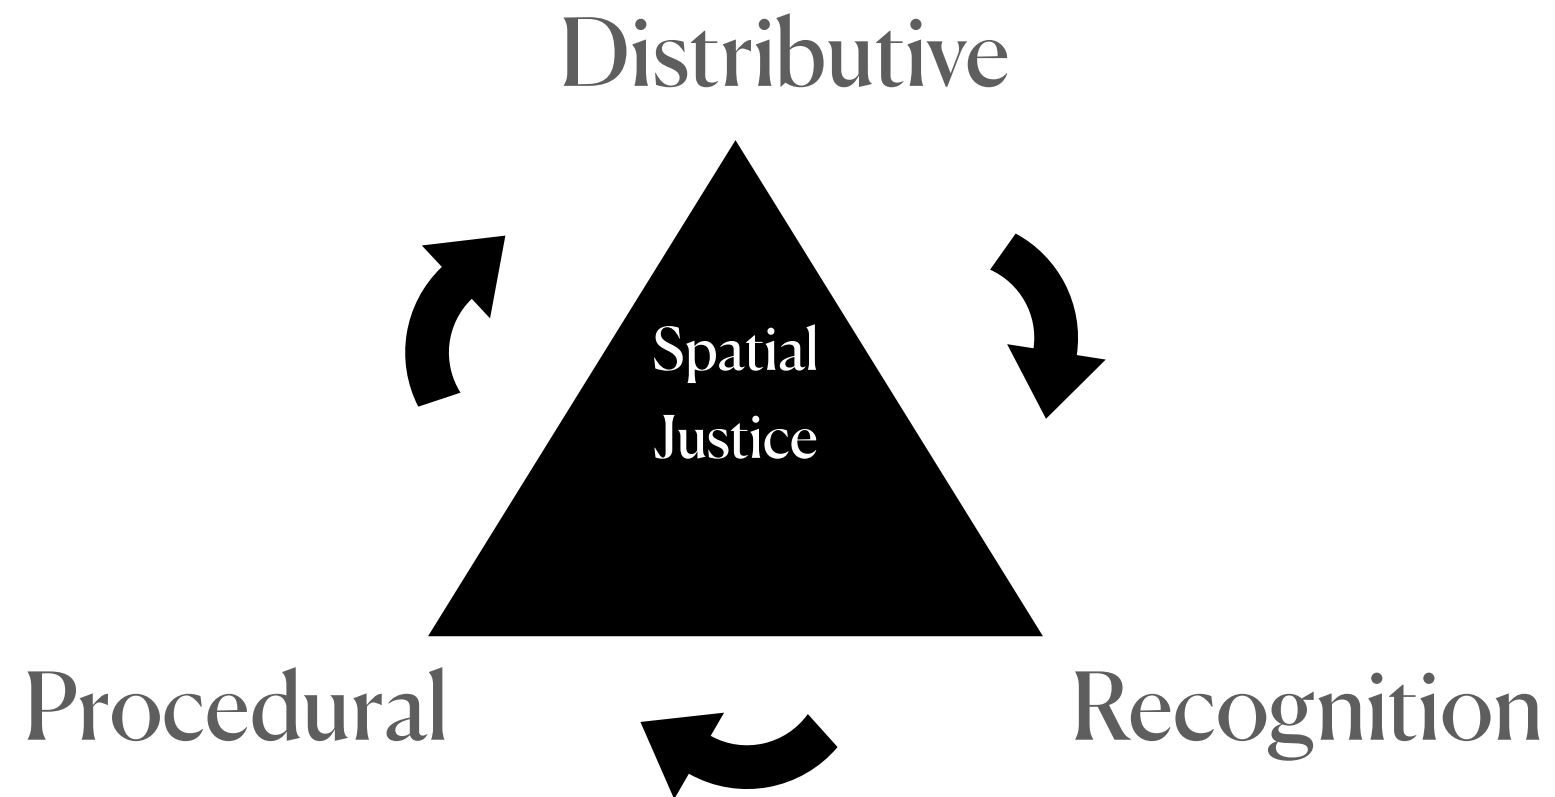 Distributive
Spatial
Justice
Procedural
Recognition